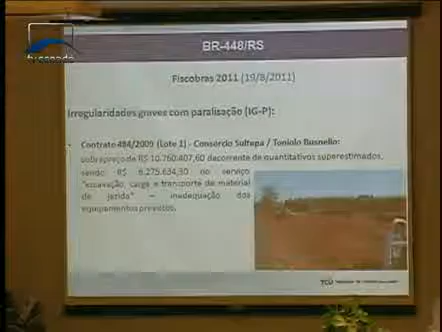 tv senado
BR-448/RS
Fiscobras 2011 (19/8/2011)
Irregularidades graves com paralisação (IG-P):
- Contrato 484/2009 (Lote 1) - Consórcio Sultepa / Toniolo Busnello:
sobrepreço de R$ 10.760.407,60 decorrente de quantitativos superestimados,
sendo R$ 6.275.634,30 no serviço
"escavação, carga e transporte de material
de jazida" – inadequação dos
equipamentos previstos.
TCU